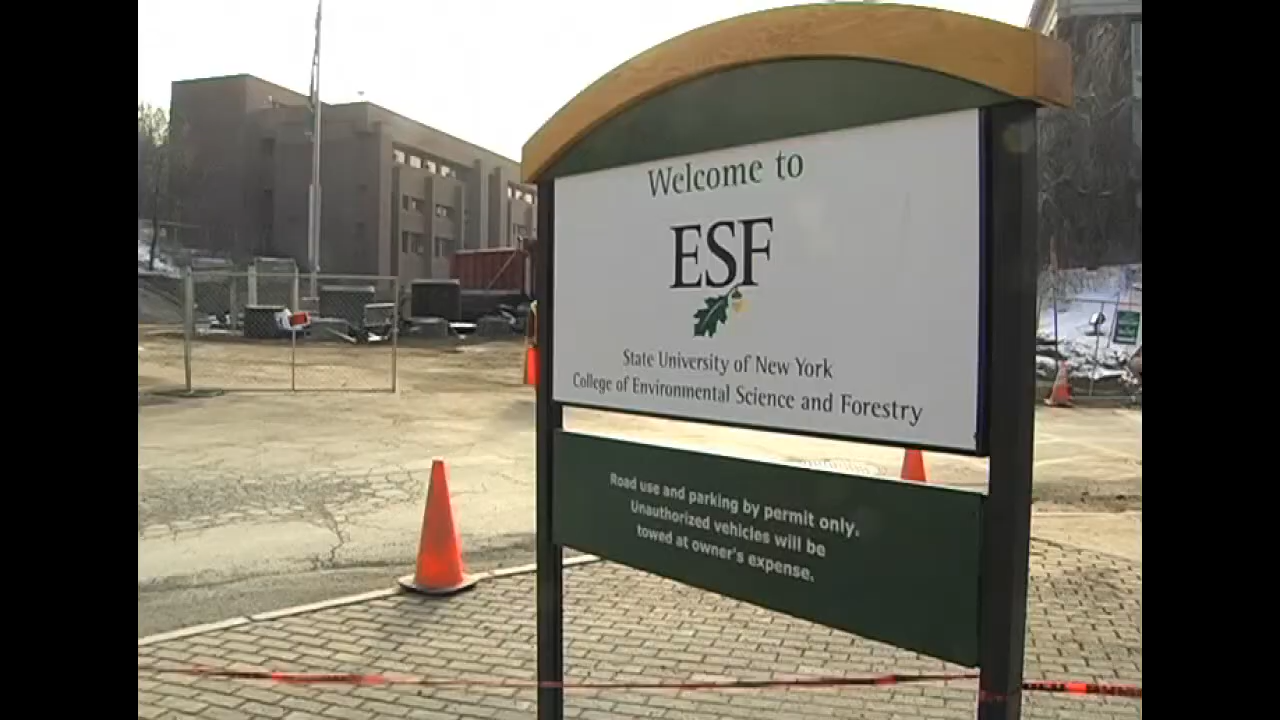 Welcome to
ESF
State University of New York
College of Environmental Science and Forestry
Road use and parking by permit only.
Unauthorized vehicles will be
towed at owner's expense.